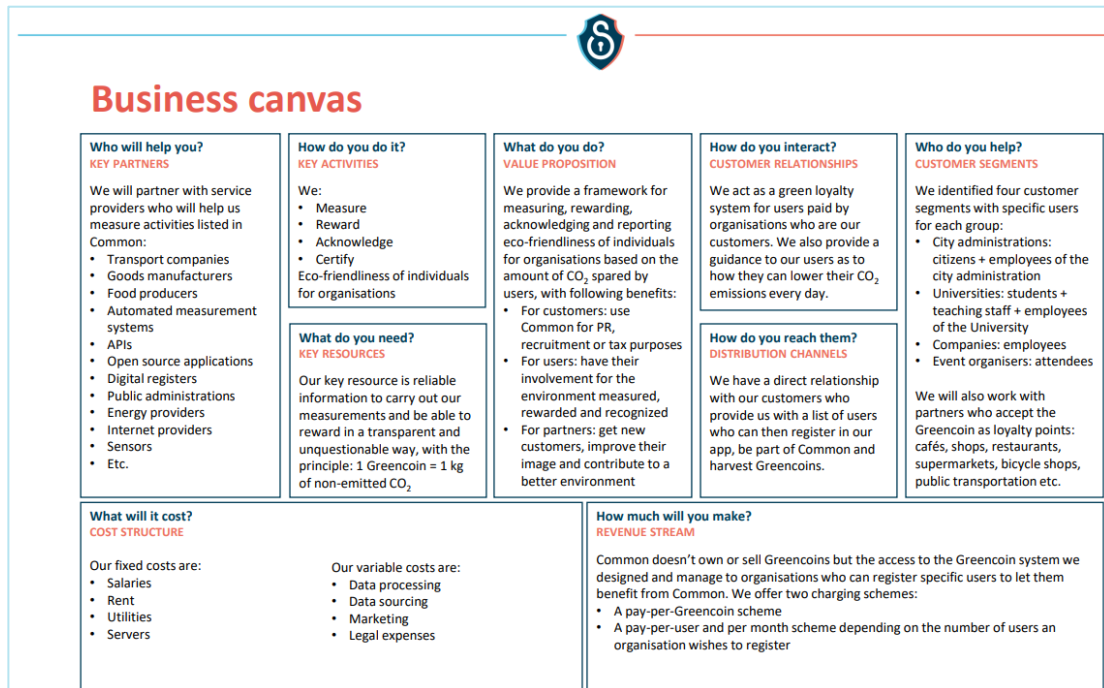 Business canvas
Who will help you?
KEY PARTNERS
We will partner with service
providers who will help us
measure activities listed in
Common:
• Transport companies
• Goods manufacturers
• Food producers
• Automated measurement
systems
• APIs
• Open source applications
• Digital registers
• Public administrations
• Energy providers
• Internet providers
• Sensors
• Etc.
How do you do it?
KEY ACTIVITIES
We:
• Measure
• Reward
• Acknowledge
• Certify
Eco-friendliness of individuals
for organisations
What do you need?
KEY RESOURCES
Our key resource is reliable
information to carry out our
measurements and be able to
reward in a transparent and
unquestionable way, with the
principle: 1 Greencoin = 1 kg
of non-emitted CO₂
What do you do?
VALUE PROPOSITION
We provide a framework for
measuring, rewarding,
acknowledging and reporting
eco-friendliness of individuals
for organisations based on the
amount of CO₂ spared by
users, with following benefits:
• For customers: use
Common for PR,
recruitment or tax purposes
• For users: have their
involvement for the
environment measured,
rewarded and recognized
• For partners: get new
customers, improve their
image and contribute to a
better environment
How do you interact?
CUSTOMER RELATIONSHIPS
We act as a green loyalty
system for users paid by
organisations who are our
customers. We also provide a
guidance to our users as to
how they can lower their CO₂
emissions every day.
How do you reach them?
DISTRIBUTION CHANNELS
We have a direct relationship
with our customers who
provide us with a list of users
who can then register in our
app, be part of Common and
harvest Greencoins.
Who do you help?
CUSTOMER SEGMENTS
We identified four customer
segments with specific users
for each group:
• City administrations:
citizens + employees of the
city administration
• Universities: students +
teaching staff + employees
of the University
• Companies: employees
• Event organisers: attendees
We will also work with
partners who accept the
Greencoin as loyalty points:
cafés, shops, restaurants,
supermarkets, bicycle shops,
public transportation etc.
What will it cost?
COST STRUCTURE
Our fixed costs are:
• Salaries
• Rent
• Utilities
• Servers
Our variable costs are:
• Data processing
• Data sourcing
• Marketing
• Legal expenses
How much will you make?
REVENUE STREAM
Common doesn't own or sell Greencoins but the access to the Greencoin system we
designed and manage to organisations who can register specific users to let them
benefit from Common. We offer two charging schemes:
• A pay-per-Greencoin scheme
• A pay-per-user and per month scheme depending on the number of users an
organisation wishes to register